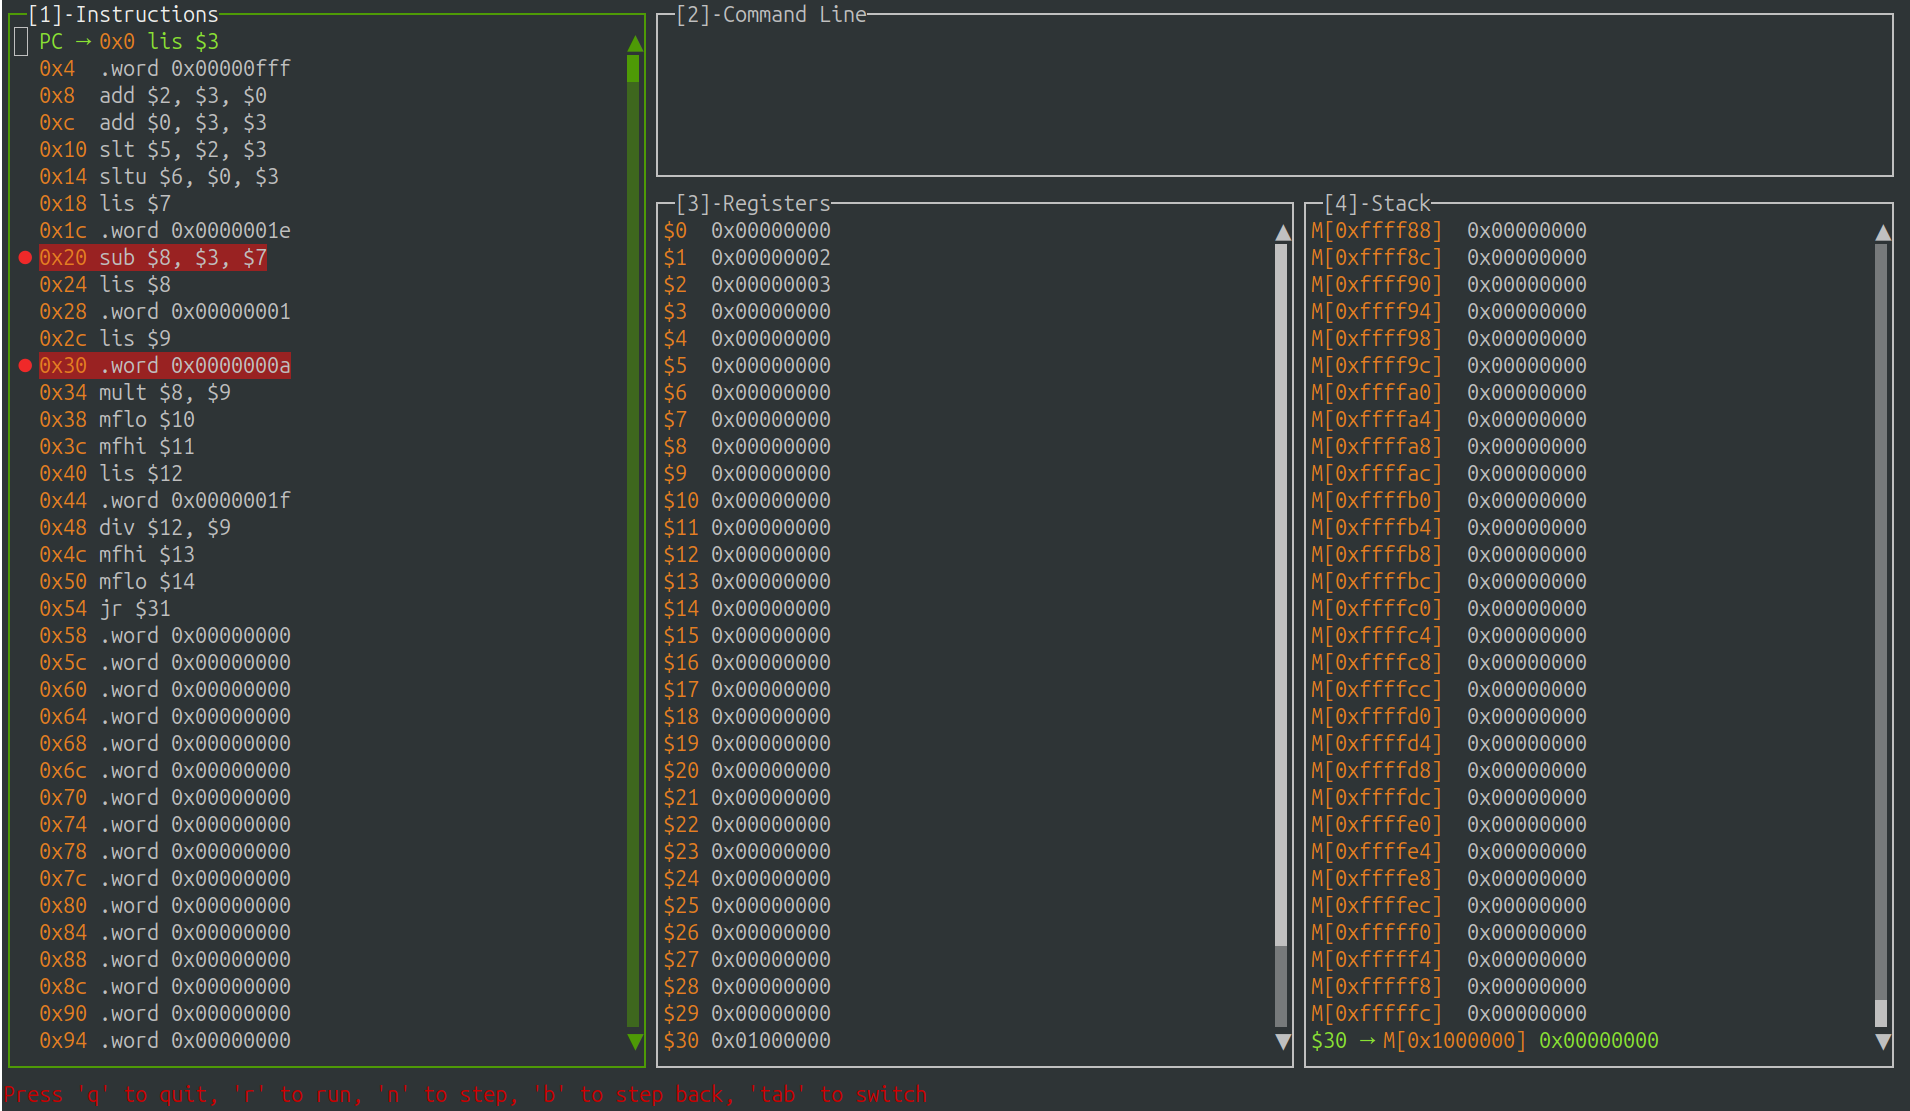 [1]-Instructions
PC → 0x0 lis $3
0x4 .word 0x00000fff
0x8 add $2, $3, $0
0xc add $0, $3, $3
0x10 slt $5, $2, $3
0x14 sltu $6, $0, $3
0x18 lis $7
0x1c .word 0x0000001e
0x20 sub $8, $3, $7
0x24 lis $8
0x28 .word 0x00000001
0x2c lis $9
0x30 .word 0x0000000a
0x34 mult $8, $9
0x38 mflo $10
0x3c mfhi $11
0x40 lis $12
0x44 .word 0x0000001f
0x48 div $12, $9
0x4c mfhi $13
0x50 mflo $14
0x54 jr $31
0x58 .word 0x00000000
0x5c .word 0x00000000
0x60 .word 0x00000000
0x64 .word 0x00000000
0x68 .word 0x00000000
0x6c .word 0x00000000
0x70 .word 0x00000000
0x74 .word 0x00000000
0x78 .word 0x00000000
0x7c .word 0x00000000
0x80 .word 0x00000000
0x84 .word 0x00000000
0x88 .word 0x00000000
0x8c .word 0x00000000
0x90 .word 0x00000000
0x94 .word 0x00000000
[2]-Command Line
[3]-Registers
$0 0x00000000
$1 0x00000002
$2 0x00000003
$3 0x00000000
$4 0x00000000
$5 0x00000000
$6 0x00000000
$7 0x00000000
$8 0x00000000
$9 0x00000000
$10 0x00000000
$11 0x00000000
$12 0x00000000
$13 0x00000000
$14 0x00000000
$15 0x00000000
$16 0x00000000
$17 0x00000000
$18 0x00000000
$19 0x00000000
$20 0x00000000
$21 0x00000000
$22 0x00000000
$23 0x00000000
$24 0x00000000
$25 0x00000000
$26 0x00000000
$27 0x00000000
$28 0x00000000
$29 0x00000000
$30 0x01000000
[4]-Stack
M[0xffff88] 0x00000000
M[0xffff8c] 0x00000000
M[0xffff90] 0x00000000
M[0xffff94] 0x00000000
M[0xffff98] 0x00000000
M[0xffff9c] 0x00000000
M[0xffffa0] 0x00000000
M[0xffffa4] 0x00000000
M[0xffffa8] 0x00000000
M[0xffffac] 0x00000000
M[0xffffb0] 0x00000000
M[0xffffb4] 0x00000000
M[0xffffb8] 0x00000000
M[0xffffbc] 0x00000000
M[0xffffc0] 0x00000000
M[0xffffc4] 0x00000000
M[0xffffc8] 0x00000000
M[0xffffcc] 0x00000000
M[0xffffd0] 0x00000000
M[0xffffd4] 0x00000000
M[0xffffd8] 0x00000000
M[0xffffdc] 0x00000000
M[0xffffe0] 0x00000000
M[0xffffe4] 0x00000000
M[0xffffe8] 0x00000000
M[0xffffec] 0x00000000
M[0xfffff0] 0x00000000
M[0xfffff4] 0x00000000
M[0xfffff8] 0x00000000
M[0xfffffc] 0x00000000
$30 → M[0x1000000] 0x00000000
Press 'q' to quit, 'r' to run, 'n' to step, 'b' to step back, 'tab' to switch